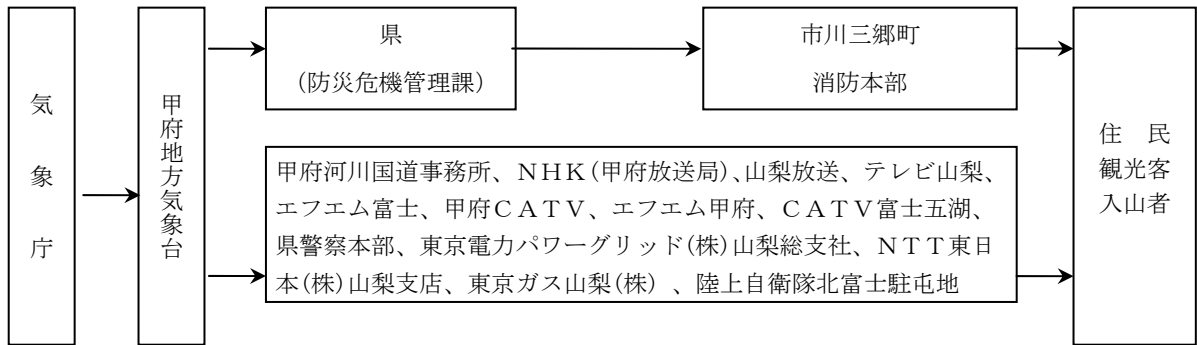 気象庁
甲府地方気象台
県
(防災危機管理課)
市川三郷町
消防本部
甲府河川国道事務所、ＮＨＫ(甲府放送局)、山梨放送、テレビ山梨、
エフエム富士、甲府ＣＡＴＶ、エフエム甲府、ＣＡＴＶ富士五湖、
県警察本部、東京電力パワーグリッド(株)山梨総支社、ＮＴＴ東日
本(株)山梨支店、東京ガス山梨(株) 、陸上自衛隊北富士駐屯地
住　民
観光客
入山者